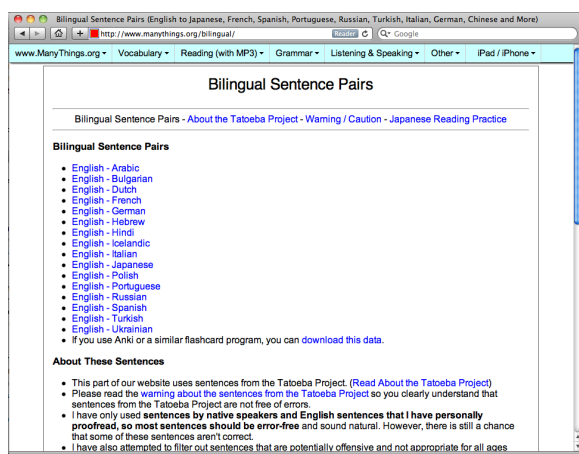 Bilingual Sentence Pairs (English to Japanese, French, Spanish, Portuguese, Russian, Turkish, Italian, German, Chinese and More)
http://www.manythings.org/bilingual/ Reader Google
www.ManyThings.org Vocabulary Reading (with MP3) Grammar Listening & Speaking Other iPad / iPhone
Bilingual Sentence Pairs
Bilingual Sentence Pairs - About the Tatoeba Project - Warning / Caution - Japanese Reading Practice
Bilingual Sentence Pairs
English - Arabic
English - Bulgarian
English - Dutch
English - French
English - German
English - Hebrew
English - Hindi
English - Icelandic
English - Italian
English - Japanese
English - Polish
English - Portuguese
English - Russian
English - Spanish
English - Turkish
English - Ukrainian
If you use Anki or a similar flashcard program, you can download this data.
About These Sentences
This part of our website uses sentences from the Tatoeba Project. (Read About the Tatoeba Project)
Please read the warning about the sentences from the Tatoeba Project so you clearly understand that
sentences from the Tatoeba Project are not free of errors.
I have only used sentences by native speakers and English sentences that I have personally
proofread, so most sentences should be error-free and sound natural. However, there is still a chance
that some of these sentences aren't correct.
I have also attempted to filter out sentences that are potentially offensive and not appropriate for all ages